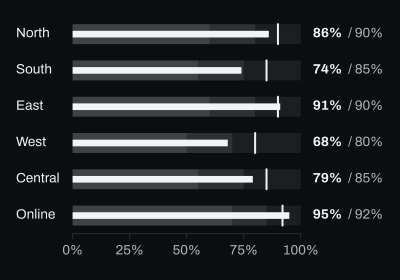 North 86% / 90%
South 74% / 85%
East 91% / 90%
West 68% / 80%
Central 79% / 85%
Online 95% / 92%
0% 25% 50% 75% 100%